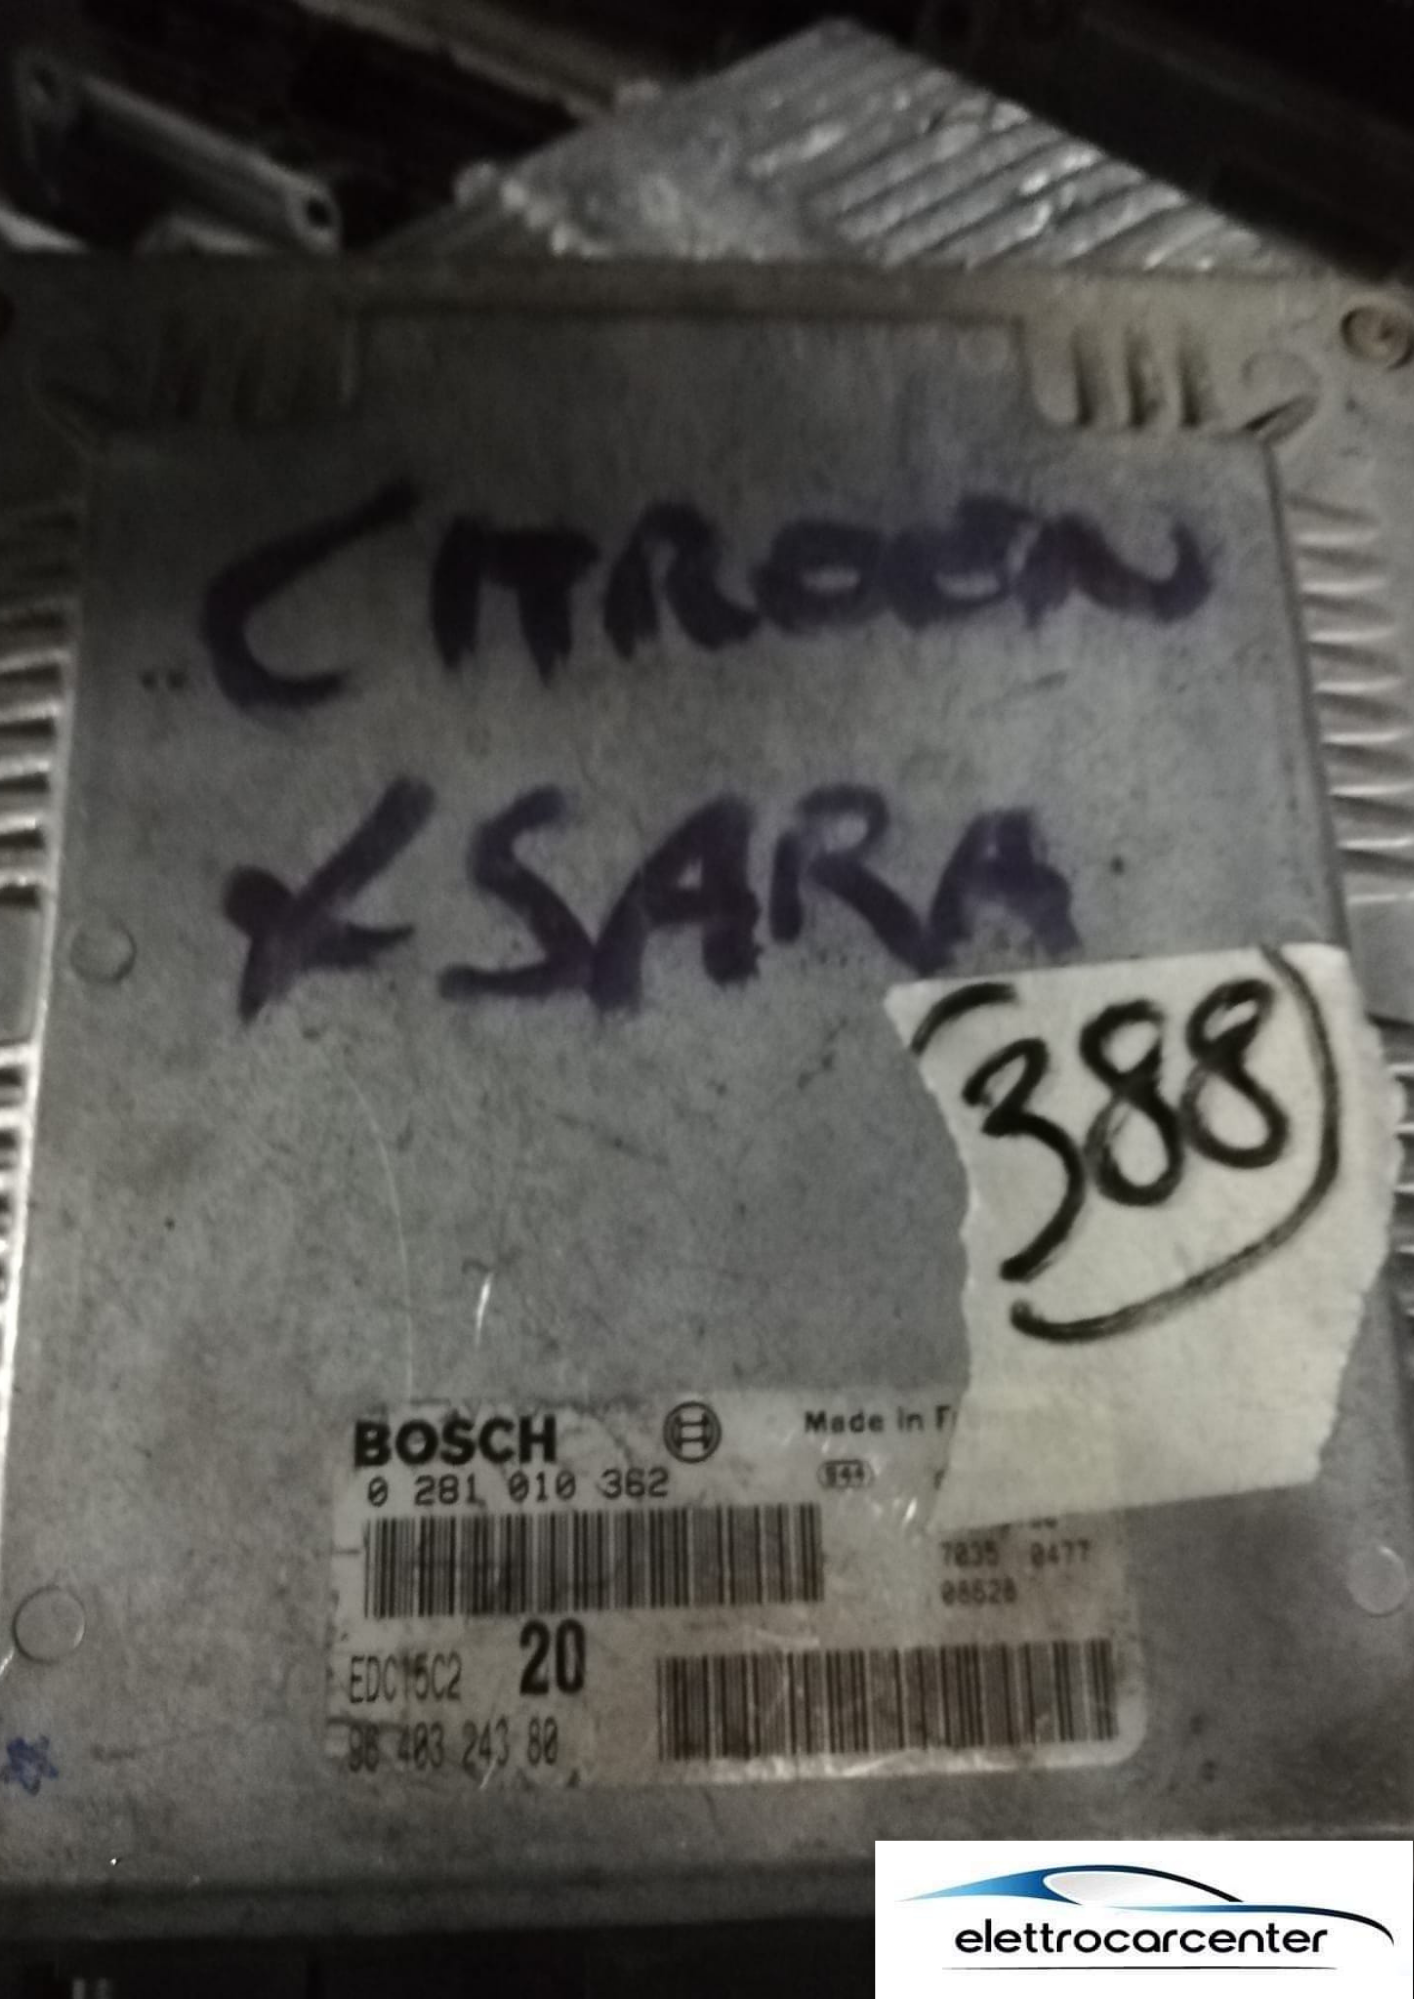 CITROEN
XSARA
388
BOSCH
Made in
0 281 010 362
7035 0477
08628
EDC15C2 20
96 403 243 80
elettrocarcenter